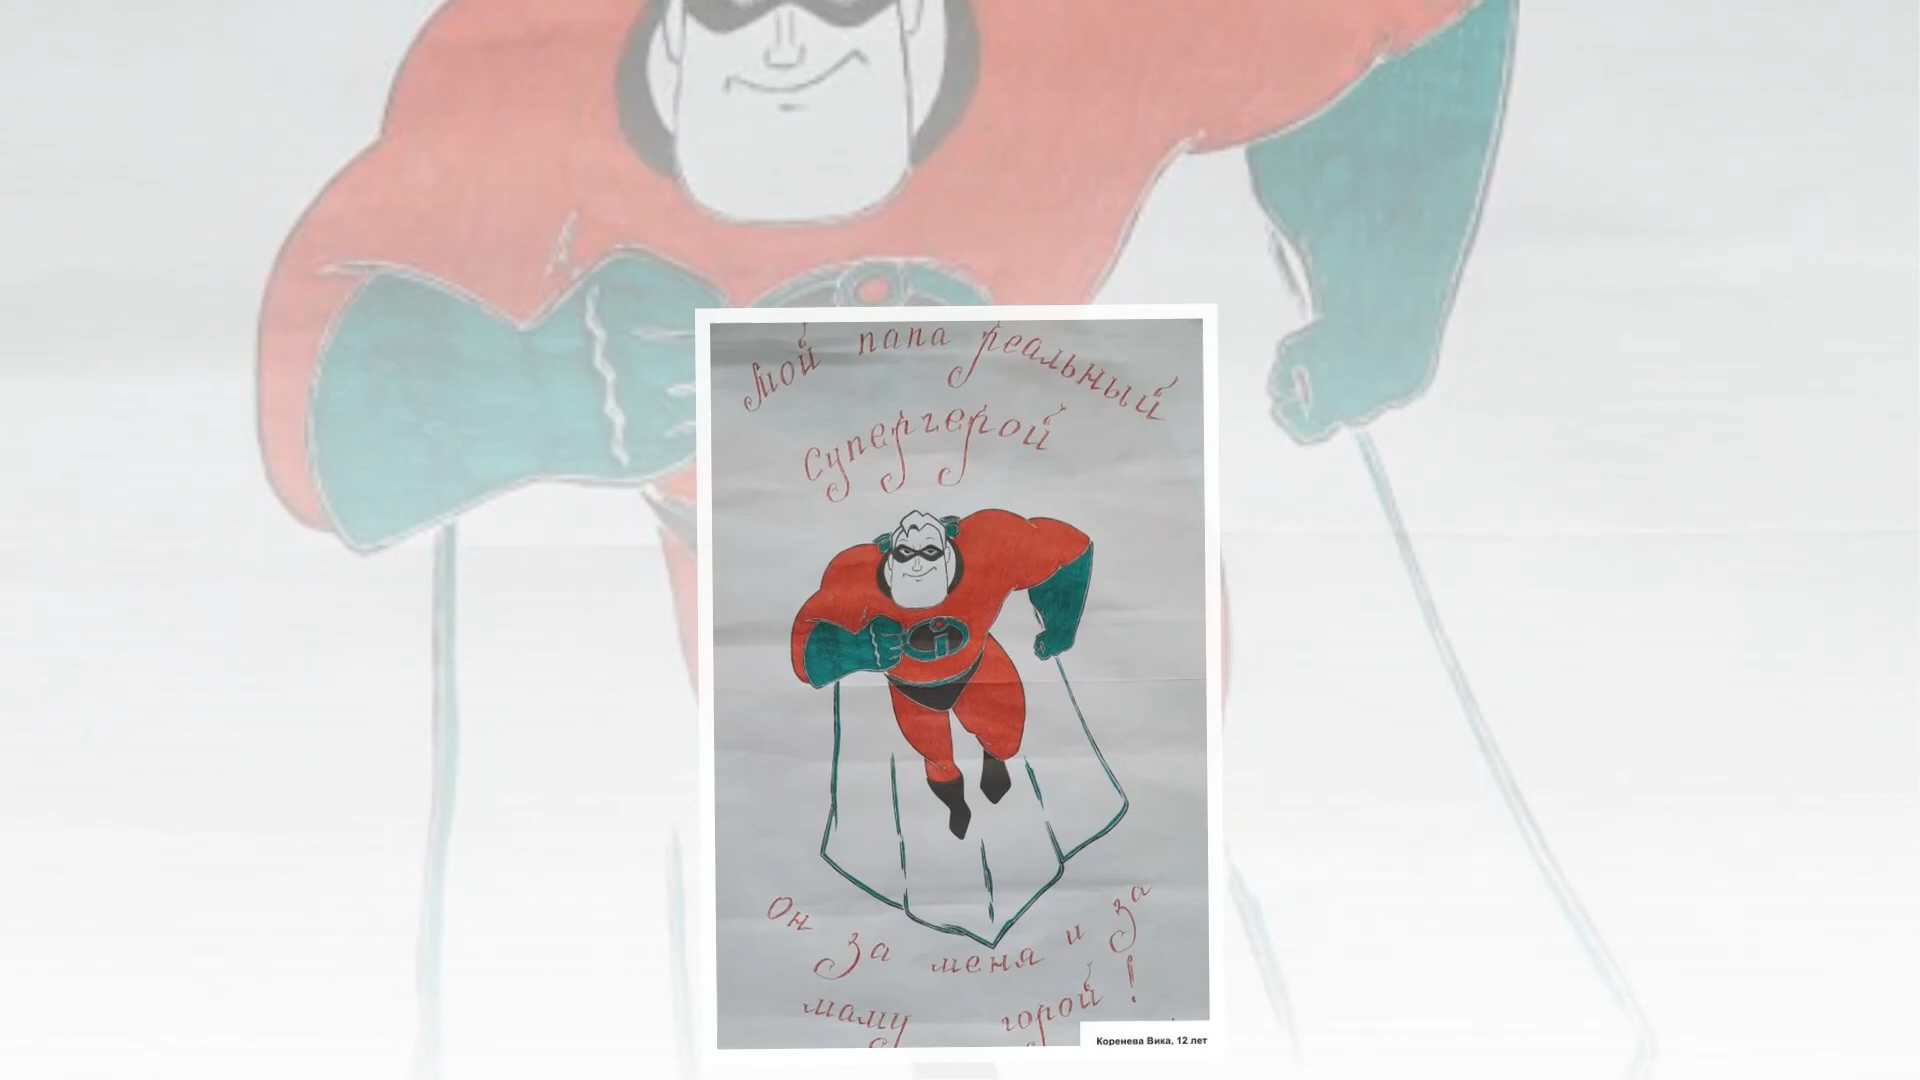 Мой папа реальный
супергерой
Он за меня и за
маму горой!
Коренева Вика, 12 лет